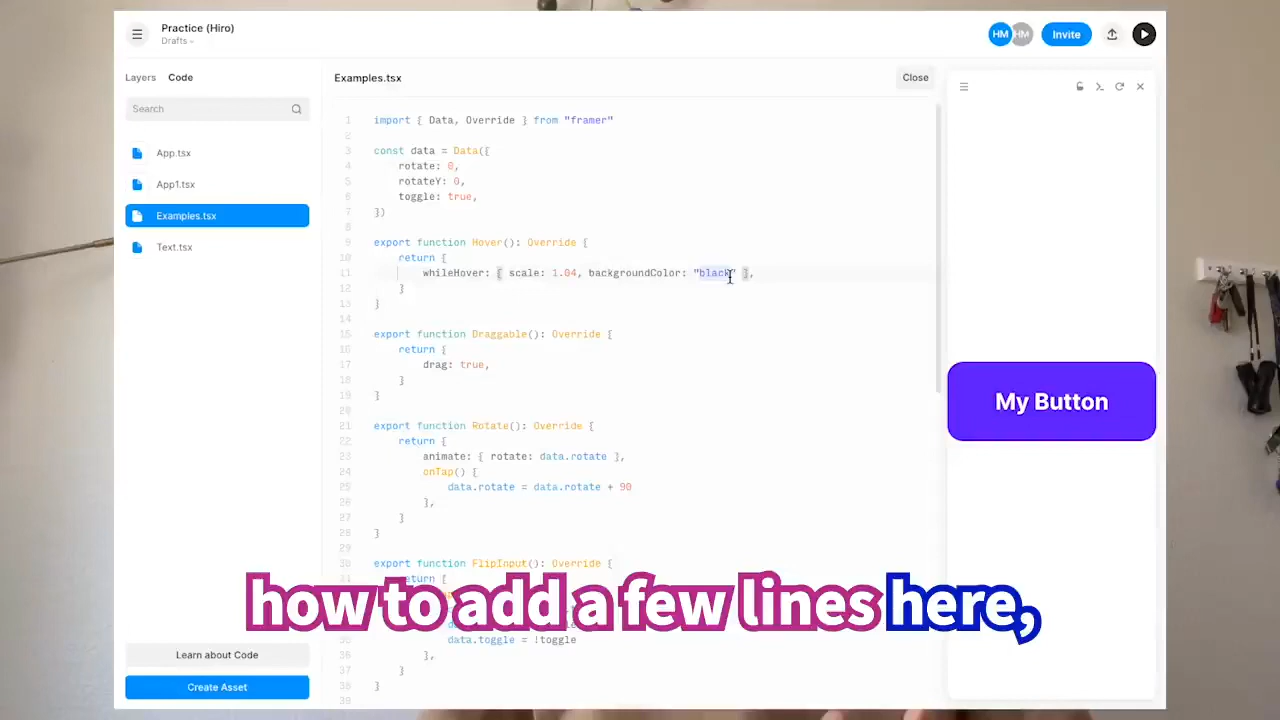 Practice (Hiro)
Drafts
HM
HM
Invite
Layers
Code
Search
App.tsx
App1.tsx
Examples.tsx
Text.tsx
Learn about Code
Create Asset
Examples.tsx
Close
1 import { Data, Override } from "framer"
2
3 const data = Data({
4 rotate: 0,
5 rotateY: 0,
6 toggle: true,
7 })
8
9 export function Hover(): Override {
10 return {
11 whileHover: { scale: 1.04, backgroundColor: "black" },
12 }
13 }
14
15 export function Draggable(): Override {
16 return {
17 drag: true,
18 }
19 }
20
21 export function Rotate(): Override {
22 return {
23 animate: { rotate: data.rotate },
24 onTap() {
25 data.rotate = data.rotate + 90
26 },
27 }
28 }
29
30 export function FlipInput(): Override {
31 return {
data.toggle = !toggle
36 },
37 }
38 }
39
My Button
how to add a few lines here,